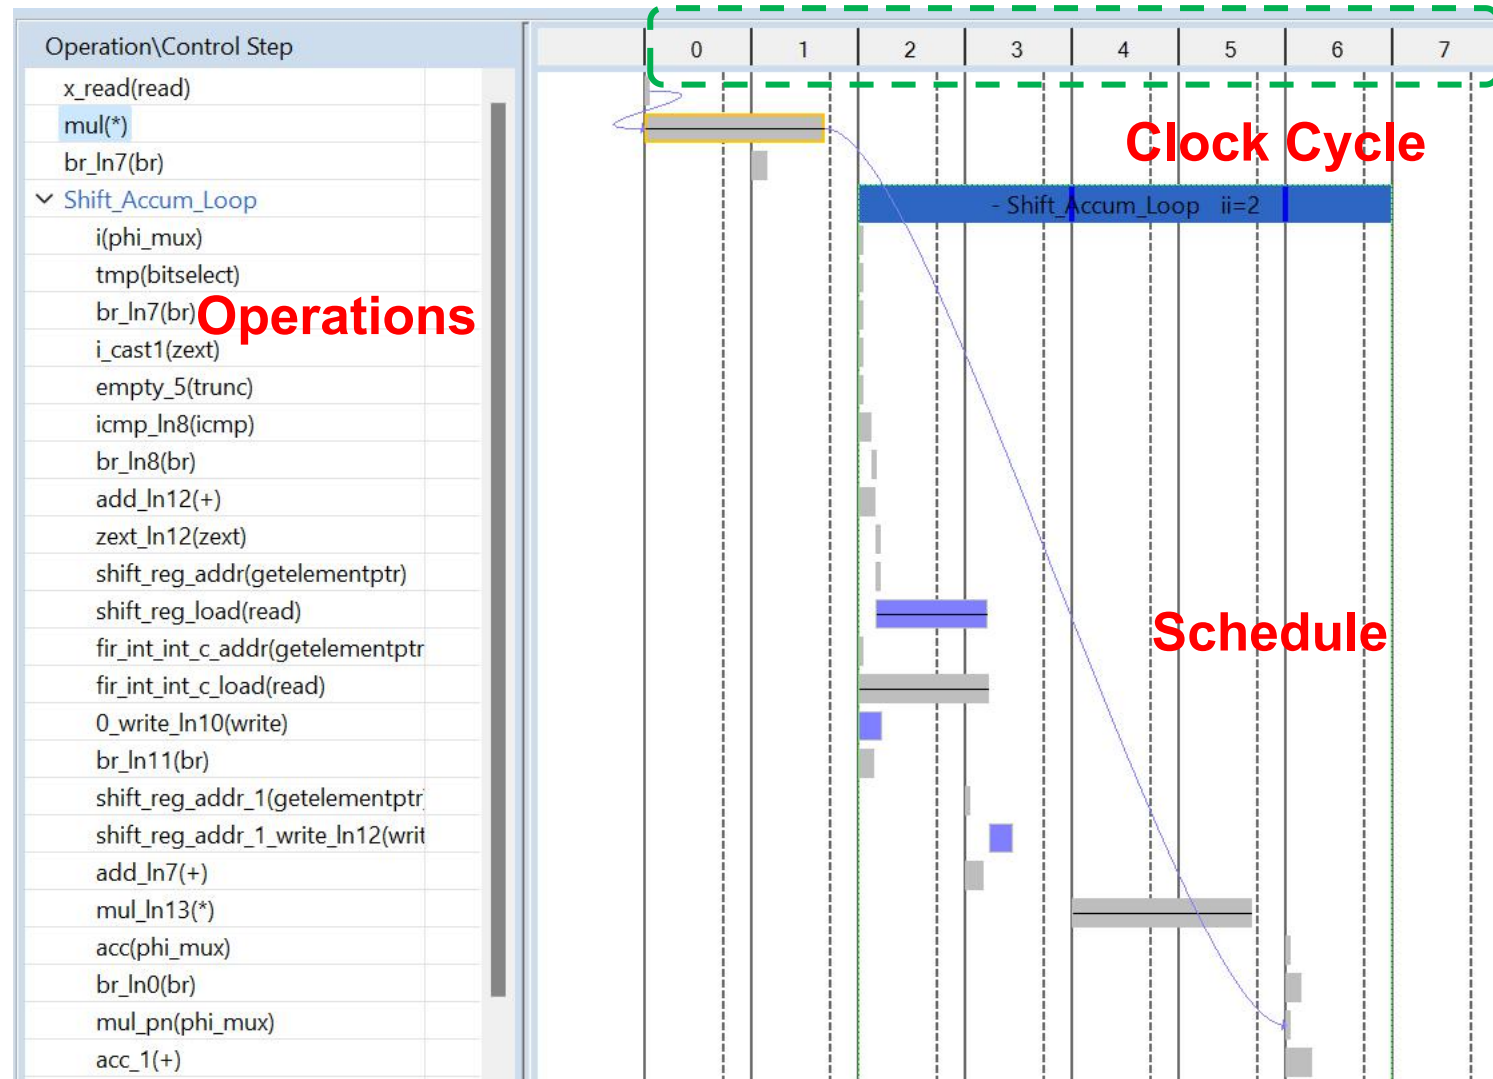 Operation\Control Step
0 1 2 3 4 5 6 7
x_read(read)
mul(*)
Clock Cycle
br_ln7(br)
Shift_Accum_Loop
- Shift_Accum_Loop ii=2
i(phi_mux)
tmp(bitselect)
br_ln7(br)
Operations
i_cast1(zext)
empty_5(trunc)
icmp_ln8(icmp)
br_ln8(br)
add_ln12(+)
zext_ln12(zext)
shift_reg_addr(getelementptr)
shift_reg_load(read)
Schedule
fir_int_int_c_addr(getelementptr
fir_int_int_c_load(read)
0_write_ln10(write)
br_ln11(br)
shift_reg_addr_1(getelementptr
shift_reg_addr_1_write_ln12(writ
add_ln7(+)
mul_ln13(*)
acc(phi_mux)
br_ln0(br)
mul_pn(phi_mux)
acc_1(+)